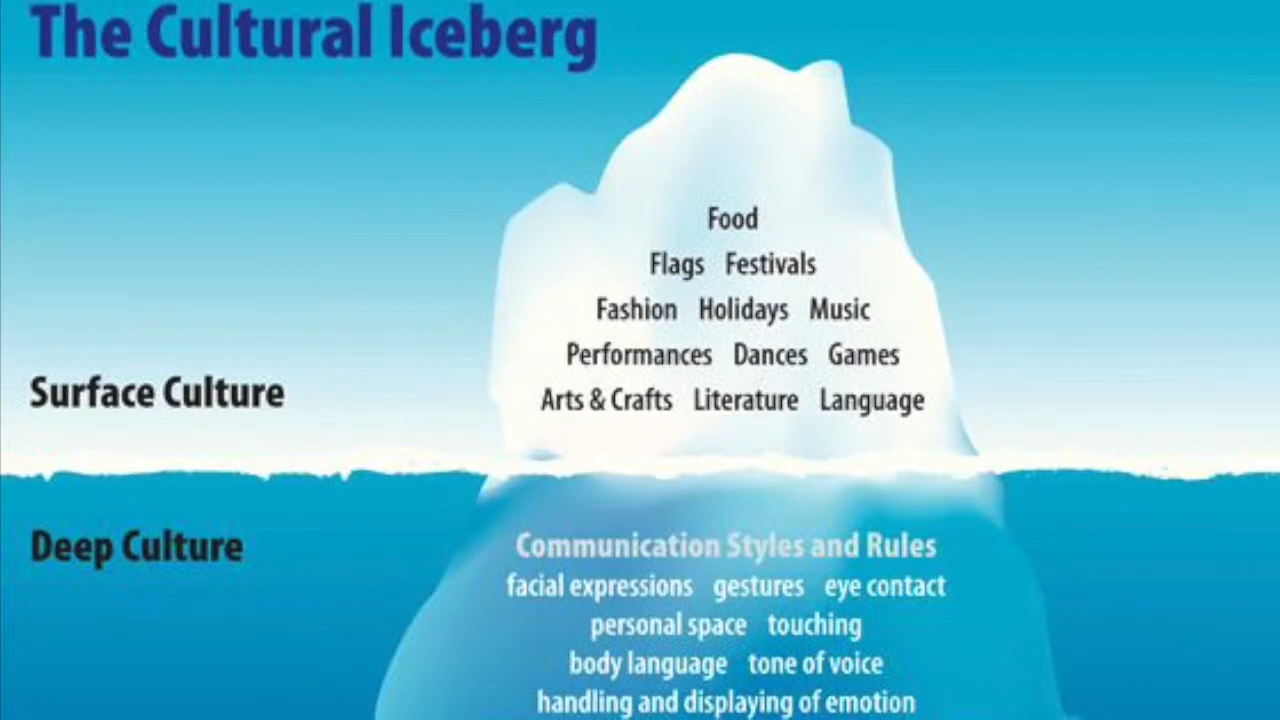 The Cultural Iceberg
Food
Flags Festivals
Fashion Holidays Music
Performances Dances Games
Surface Culture
Arts & Crafts Literature Language
Deep Culture
Communication Styles and Rules
facial expressions gestures eye contact
personal space touching
body language tone of voice
handling and displaying of emotion